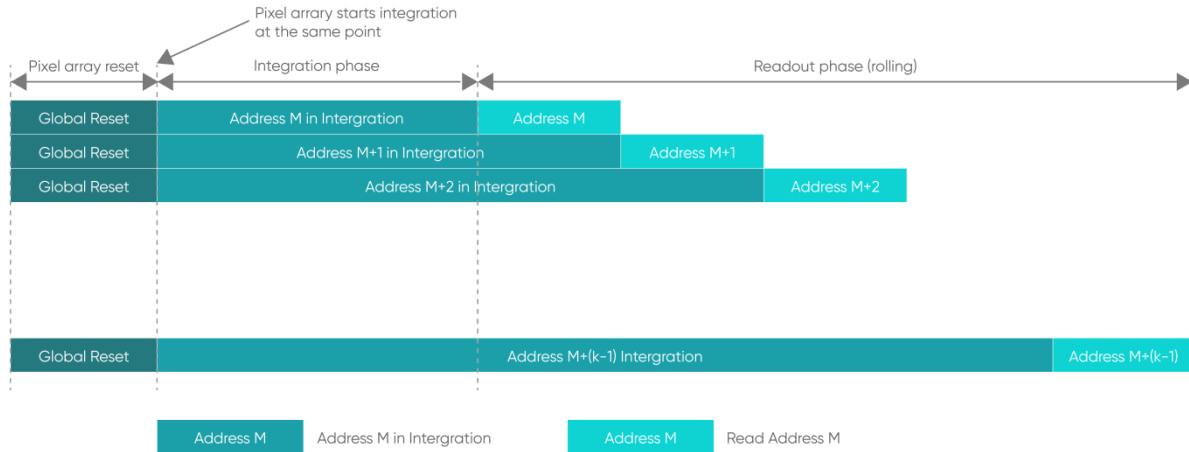 Pixel arrary starts integration
at the same point
Pixel array reset
Integration phase
Readout phase (rolling)
Global Reset
Address M in Intergration
Address M
Global Reset
Address M+1 in Intergration
Address M+1
Global Reset
Address M+2 in Intergration
Address M+2
Global Reset
Address M+(k-1) Intergration
Address M+(k-1)
Address M
Address M in Intergration
Address M
Read Address M